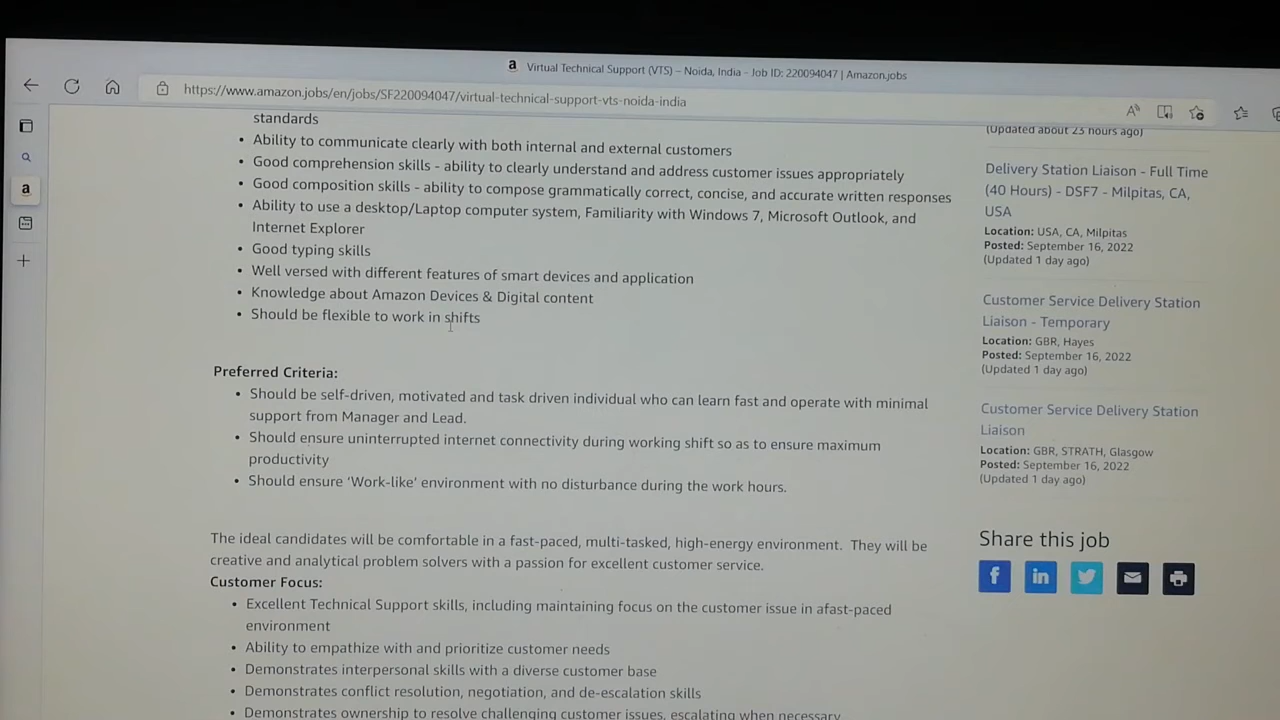 Virtual Technical Support (VTS) – Noida, India - Job ID: 220094047 | Amazon.jobs
https://www.amazon.jobs/en/jobs/SF220094047/virtual-technical-support-vts-noida-india
standards
• Ability to communicate clearly with both internal and external customers
• Good comprehension skills - ability to clearly understand and address customer issues appropriately
• Good composition skills - ability to compose grammatically correct, concise, and accurate written responses
• Ability to use a desktop/Laptop computer system, Familiarity with Windows 7, Microsoft Outlook, and
Internet Explorer
• Good typing skills
• Well versed with different features of smart devices and application
• Knowledge about Amazon Devices & Digital content
• Should be flexible to work in shifts
Preferred Criteria:
• Should be self-driven, motivated and task driven individual who can learn fast and operate with minimal
support from Manager and Lead.
• Should ensure uninterrupted internet connectivity during working shift so as to ensure maximum
productivity
• Should ensure ‘Work-like’ environment with no disturbance during the work hours.
The ideal candidates will be comfortable in a fast-paced, multi-tasked, high-energy environment. They will be
creative and analytical problem solvers with a passion for excellent customer service.
Customer Focus:
• Excellent Technical Support skills, including maintaining focus on the customer issue in afast-paced
environment
• Ability to empathize with and prioritize customer needs
• Demonstrates interpersonal skills with a diverse customer base
• Demonstrates conflict resolution, negotiation, and de-escalation skills
• Demonstrates ownership to resolve challenging customer issues, escalating when necessary
(Updated about 23 hours ago)
Delivery Station Liaison - Full Time
(40 Hours) - DSF7 - Milpitas, CA,
USA
Location: USA, CA, Milpitas
Posted: September 16, 2022
(Updated 1 day ago)
Customer Service Delivery Station
Liaison - Temporary
Location: GBR, Hayes
Posted: September 16, 2022
(Updated 1 day ago)
Customer Service Delivery Station
Liaison
Location: GBR, STRATH, Glasgow
Posted: September 16, 2022
(Updated 1 day ago)
Share this job